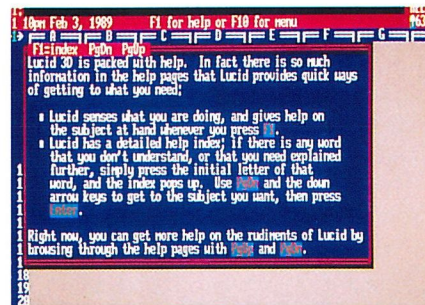 1 10pm Feb 3, 1989 F1 for help or F10 for menu
A B C D E F G
F1=index PgDn PgUp
Lucid 3D is packed with help. In fact there is so much
information in the help pages that Lucid provides quick ways
of getting to what you need;
▪ Lucid senses what you are doing, and gives help on
the subject at hand whenever you press F1.
▪ Lucid has a detailed help index; if there is any word
that you don't understand, or that you need explained
further, simply press the initial letter of that
word, and the index pops up. Use PgDn and the down
arrow keys to get to the subject you want, then press
Enter.
Right now, you can get more help on the rudiments of Lucid by
browsing through the help pages with PgDn and PgUp.
18
19
20